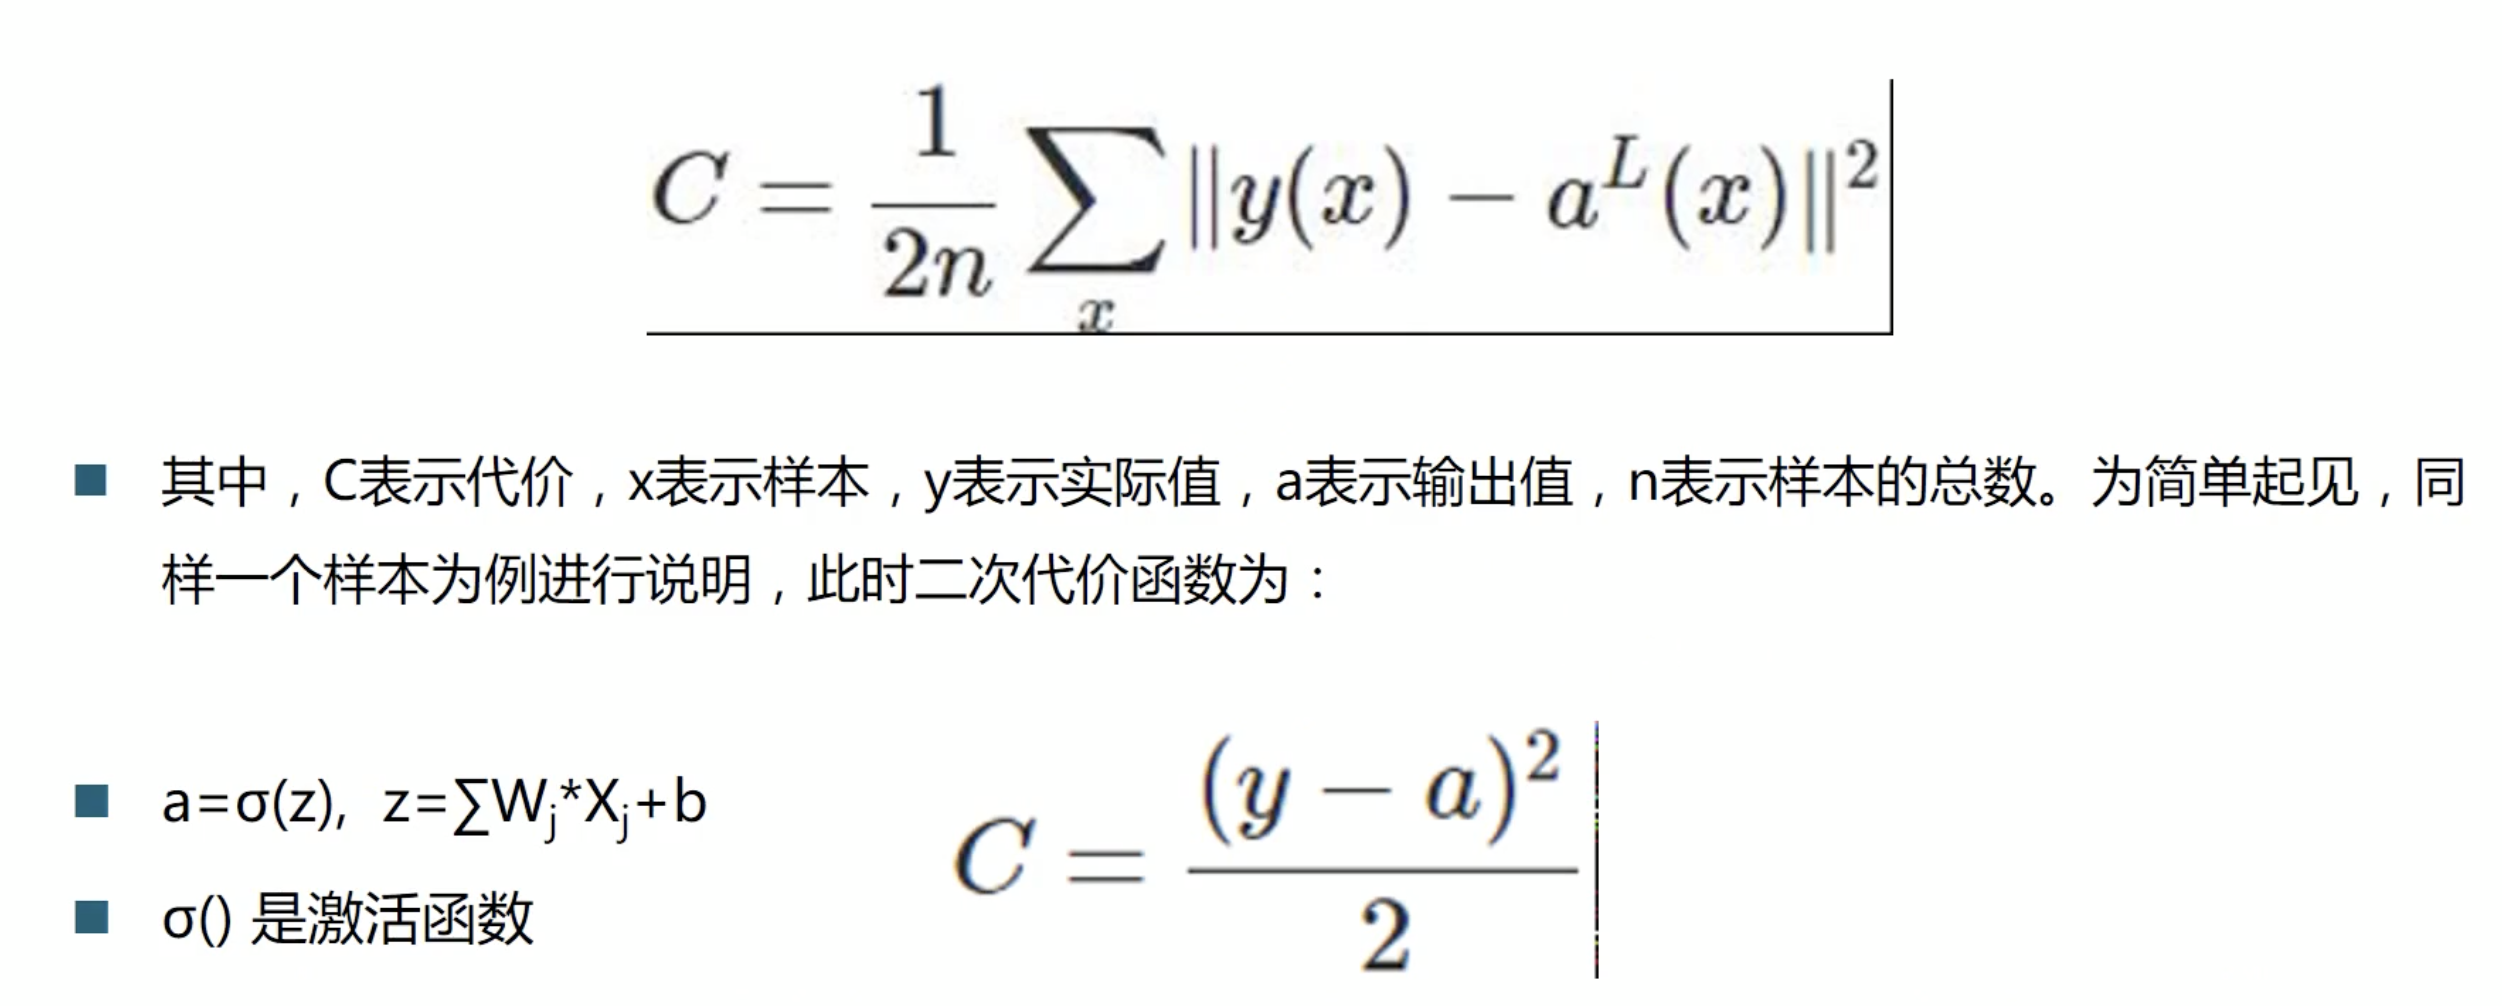 C = \frac{1}{2n} \sum_{x} \|y(x) - a^L(x)\|^2
其中，C表示代价，x表示样本，y表示实际值，a表示输出值，n表示样本的总数。为简单起见，同
样一个样本为例进行说明，此时二次代价函数为：
a=σ(z), z=∑W_j*X_j+b
C = \frac{(y - a)^2}{2}
σ() 是激活函数